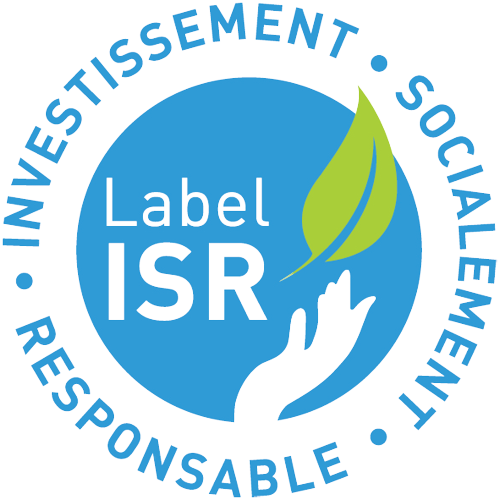 INVESTISSEMENT • SOCIALEMENT • RESPONSABLE •
Label
ISR